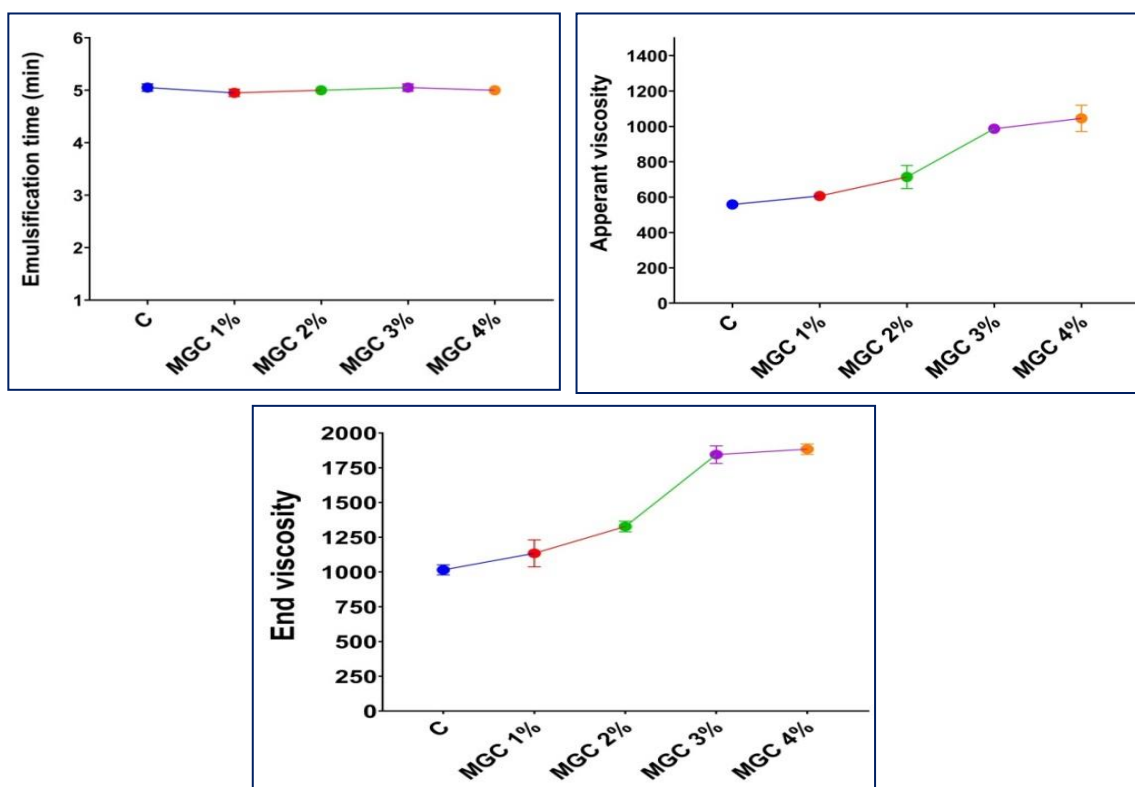 Emulsification time (min)
6
5
4
3
2
1
C
MGC 1%
MGC 2%
MGC 3%
MGC 4%
Apperant viscosity
1400
1200
1000
800
600
400
200
0
C
MGC 1%
MGC 2%
MGC 3%
MGC 4%
End viscosity
2000
1750
1500
1250
1000
750
500
250
0
C
MGC 1%
MGC 2%
MGC 3%
MGC 4%